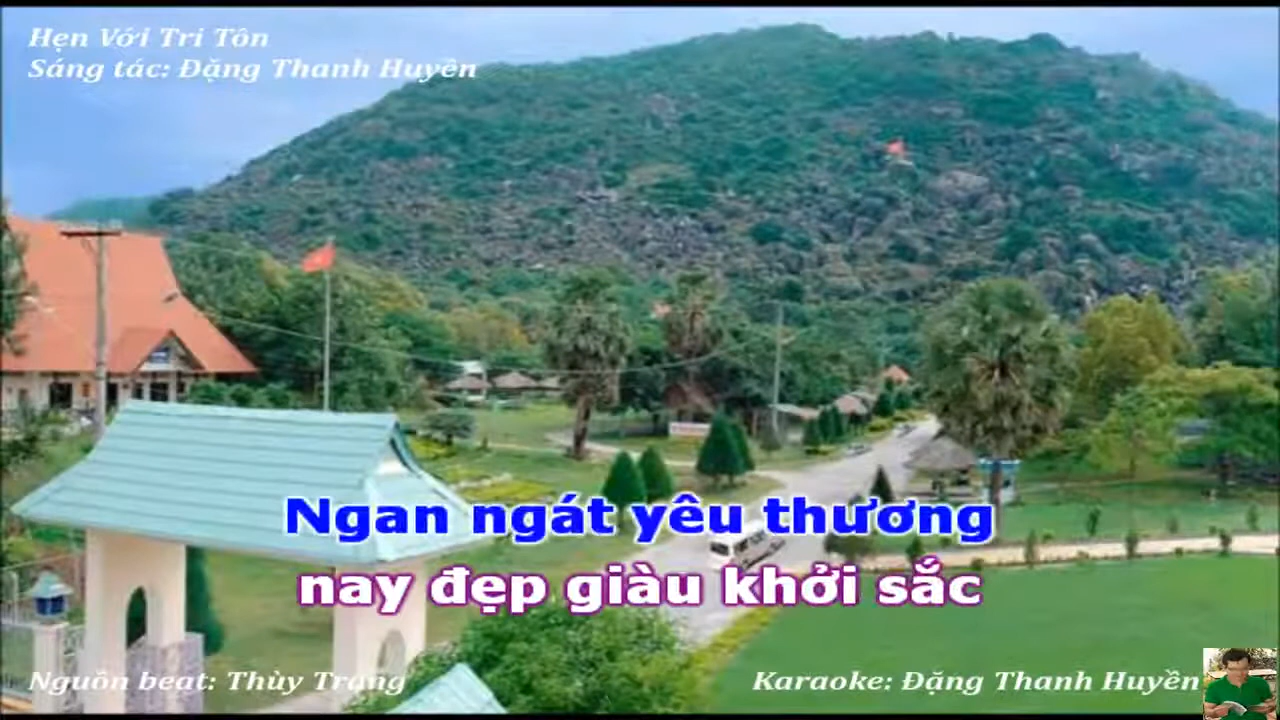 Hẹn Với Tri Tôn
Sáng tác: Đặng Thanh Huyền
Ngan ngát yêu thương
nay đẹp giàu khởi sắc
Nguồn beat: Thùy Trang
Karaoke: Đặng Thanh Huyền